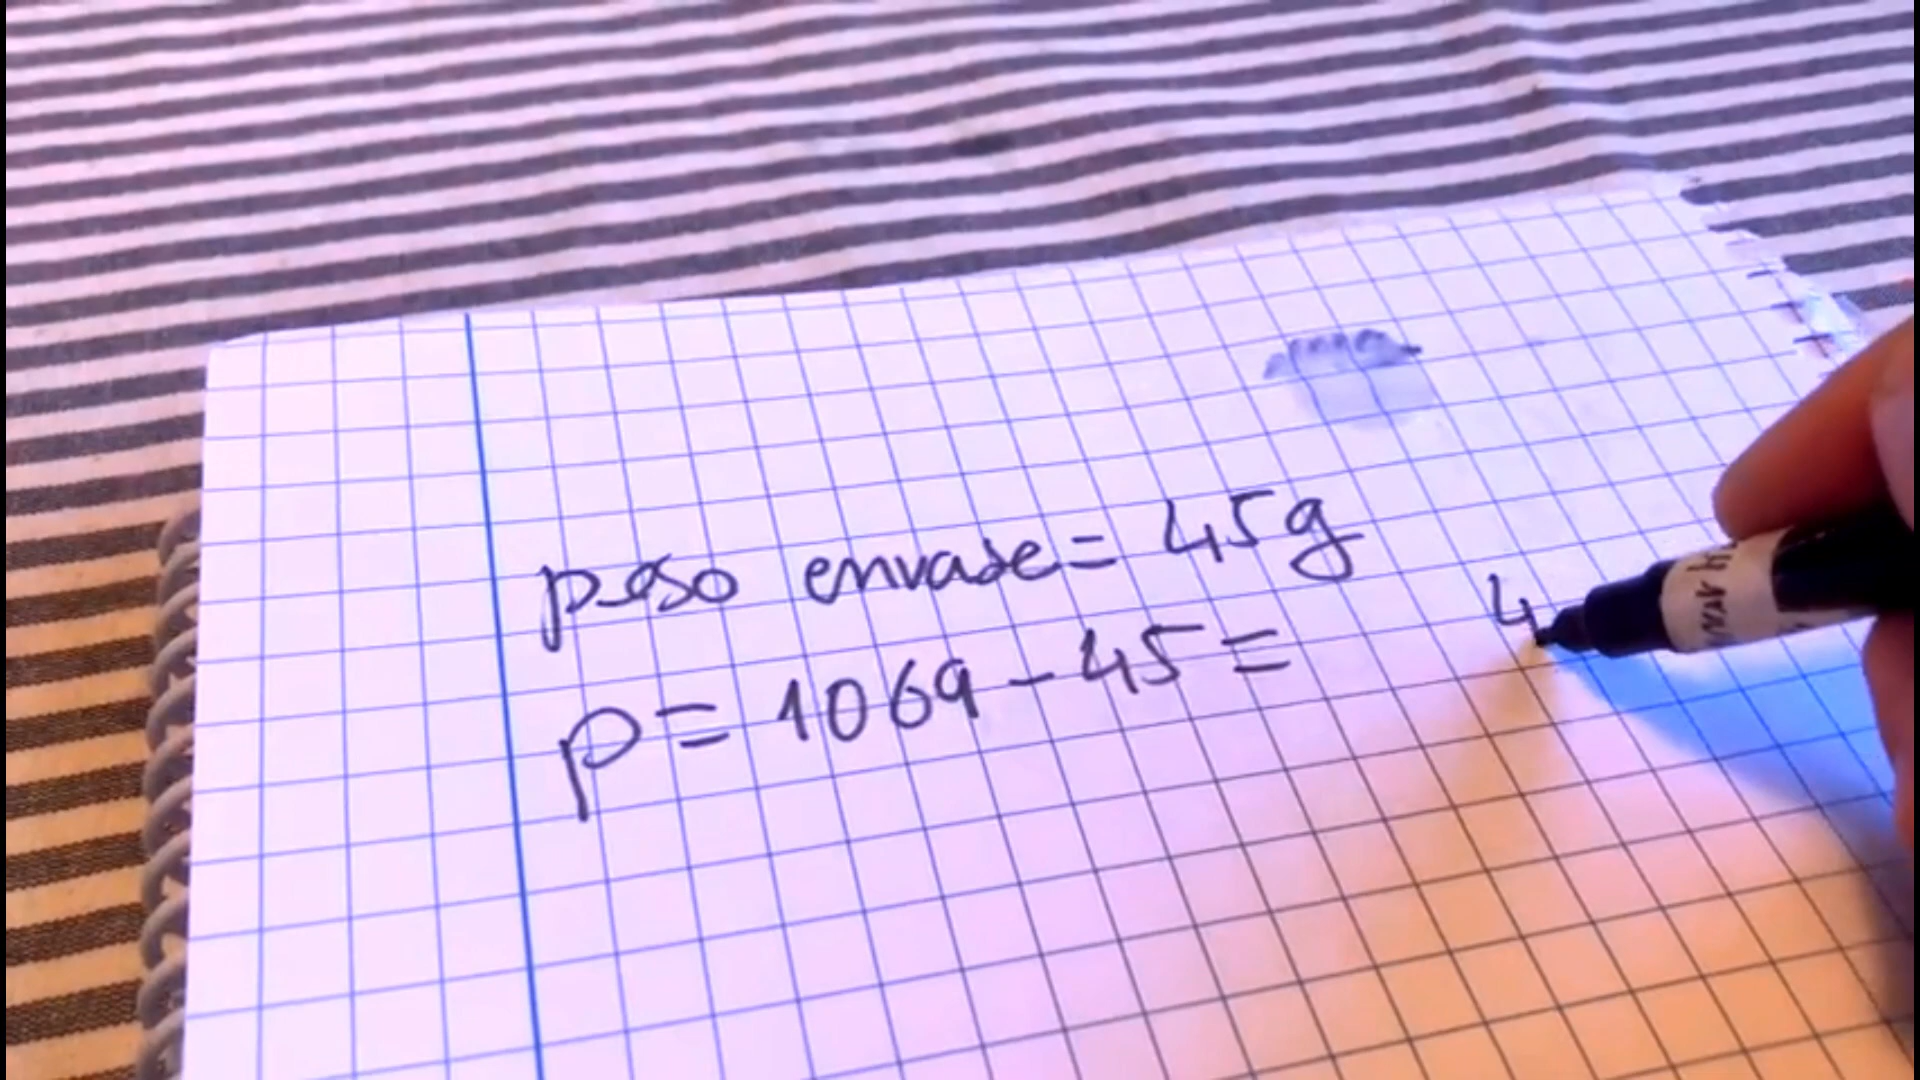 peso envase = 45g
p = 1069 - 45 =
4